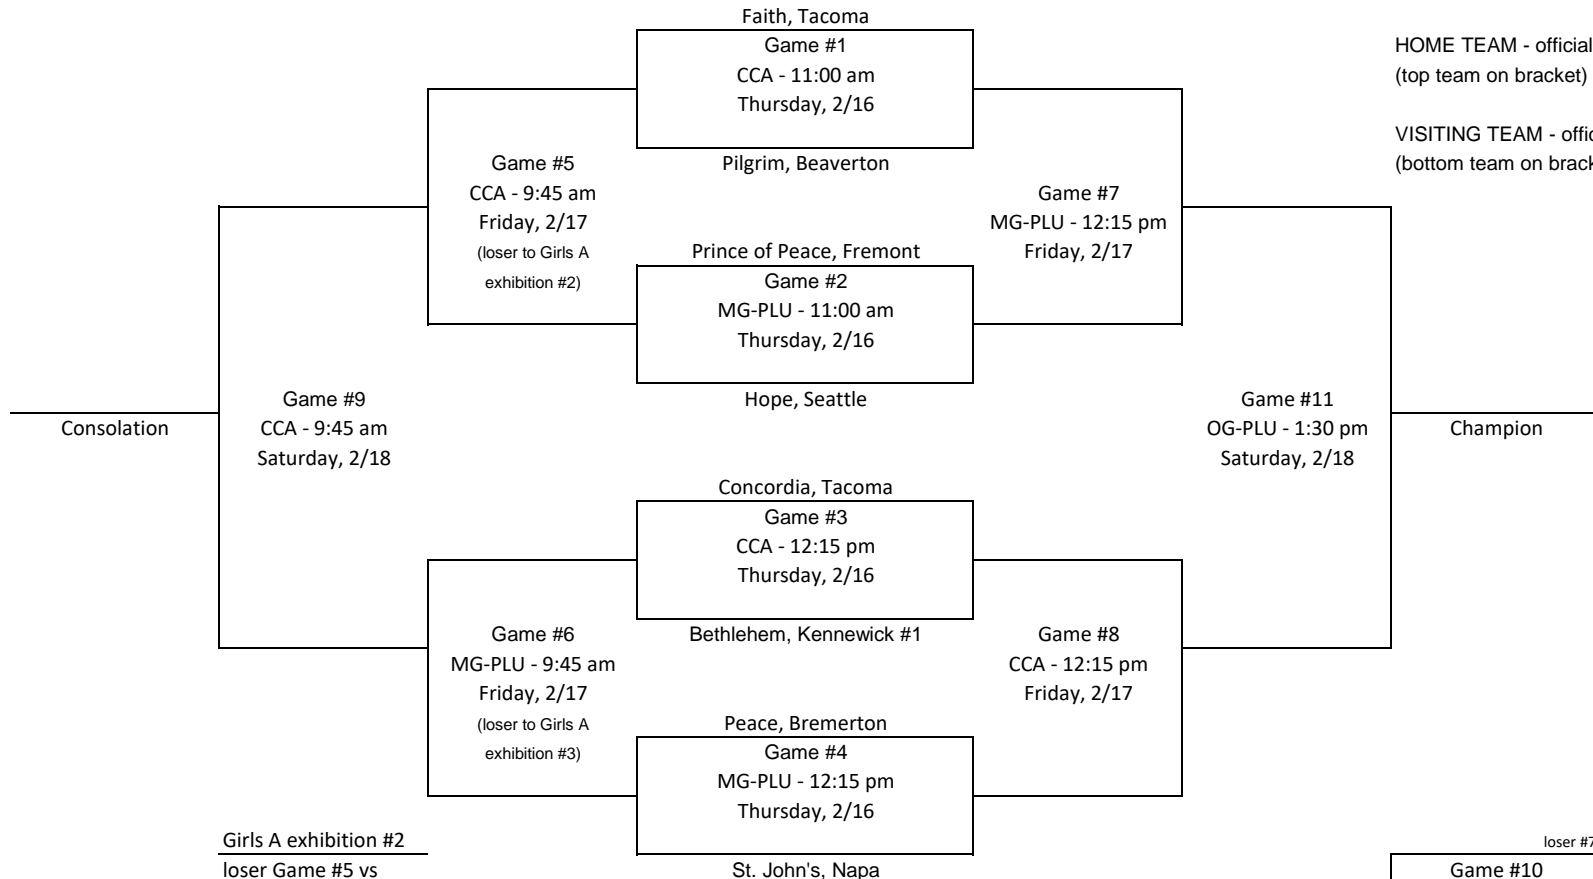 Faith, Tacoma
Game #1
CCA - 11:00 am
Thursday, 2/16
Pilgrim, Beaverton
HOME TEAM - official
(top team on bracket)
VISITING TEAM - offic
(bottom team on brack
Game #5
CCA - 9:45 am
Friday, 2/17
(loser to Girls A
exhibition #2)
Prince of Peace, Fremont
Game #2
MG-PLU - 11:00 am
Thursday, 2/16
Hope, Seattle
Game #7
MG-PLU - 12:15 pm
Friday, 2/17
Consolation
Game #9
CCA - 9:45 am
Saturday, 2/18
Game #11
OG-PLU - 1:30 pm
Saturday, 2/18
Champion
Concordia, Tacoma
Game #3
CCA - 12:15 pm
Thursday, 2/16
Bethlehem, Kennewick #1
Game #6
MG-PLU - 9:45 am
Friday, 2/17
(loser to Girls A
exhibition #3)
Peace, Bremerton
Game #4
MG-PLU - 12:15 pm
Thursday, 2/16
St. John's, Napa
Game #8
CCA - 12:15 pm
Friday, 2/17
Girls A exhibition #2
loser Game #5 vs
loser #7
Game #10